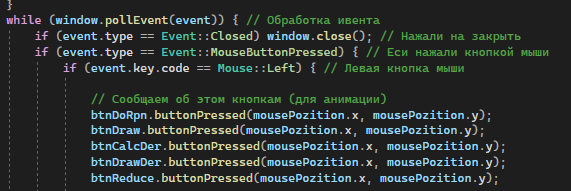 }
while (window.pollEvent(event)) { // Обработка ивента
if (event.type == Event::Closed) window.close(); // Нажали на закрыть
if (event.type == Event::MouseButtonPressed) { // Еси нажали кнопкой мыши
if (event.key.code == Mouse::Left) { // Левая кнопка мыши
// Сообщаем об этом кнопкам (для анимации)
btnDoRpn.buttonPressed(mousePozition.x, mousePozition.y);
btnDraw.buttonPressed(mousePozition.x, mousePozition.y);
btnCalcDer.buttonPressed(mousePozition.x, mousePozition.y);
btnDrawDer.buttonPressed(mousePozition.x, mousePozition.y);
btnReduce.buttonPressed(mousePozition.x, mousePozition.y);